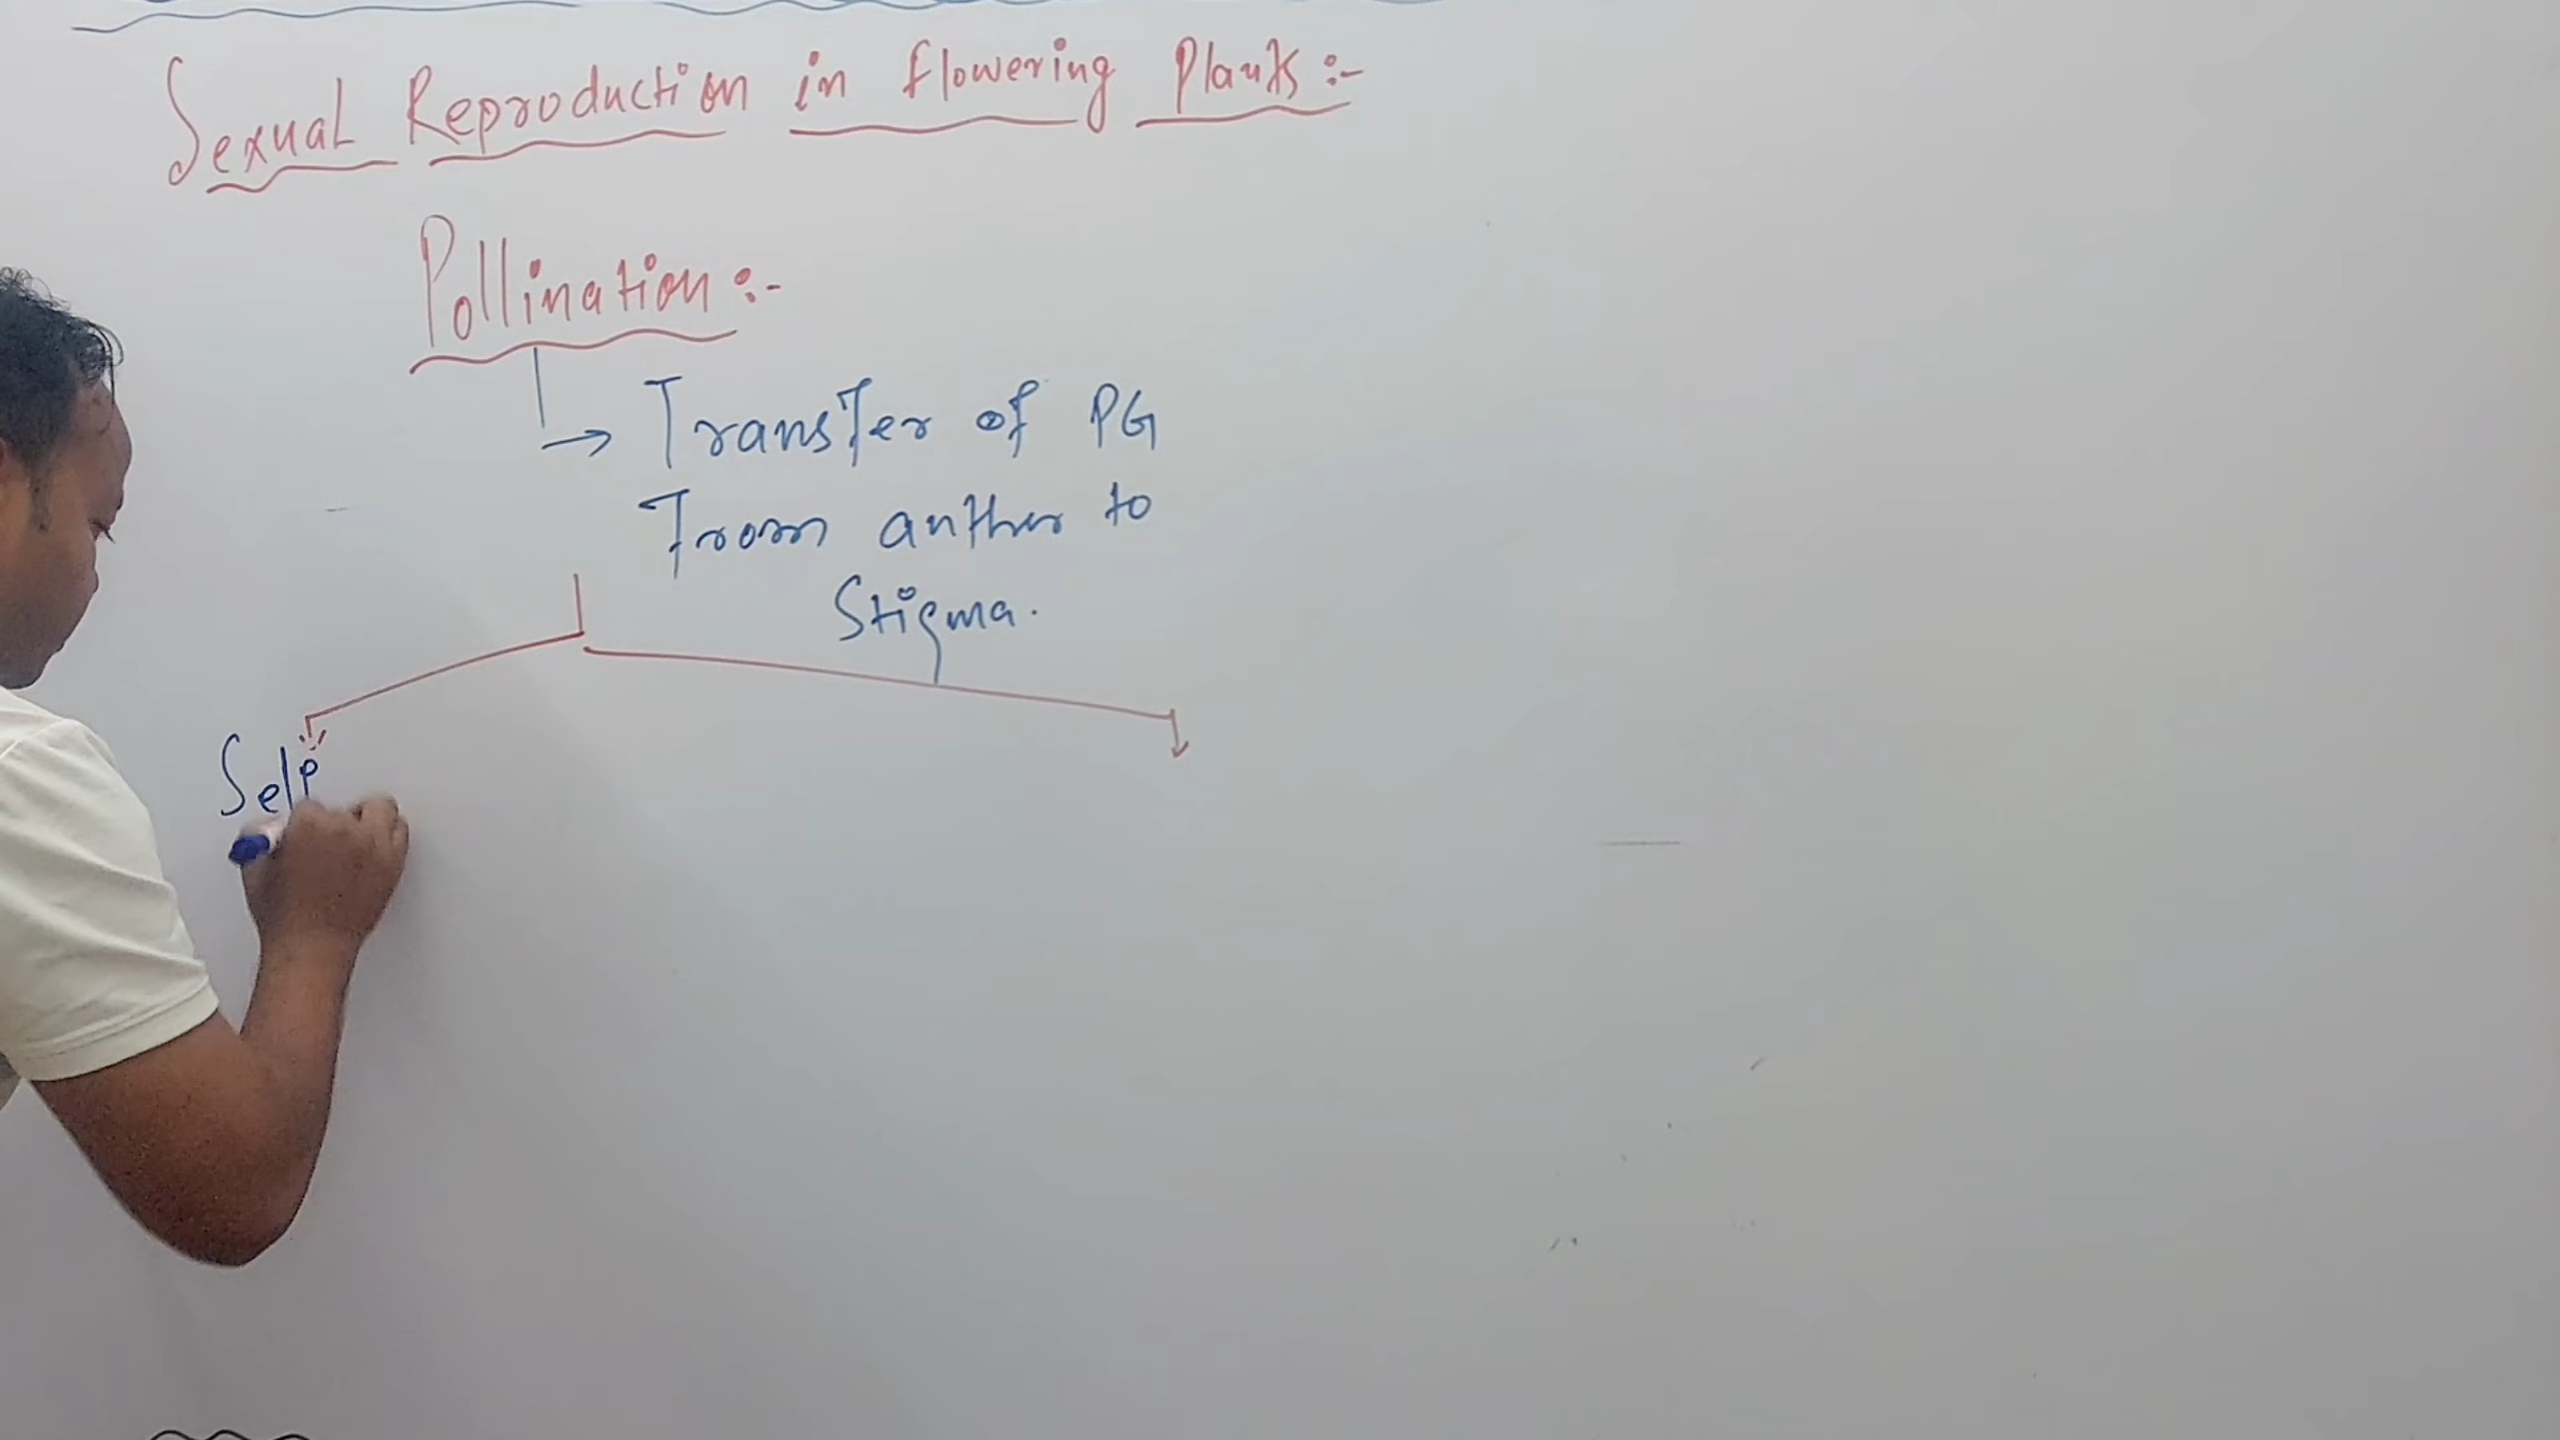 Sexual Reproduction in flowering Plants :-
Pollination :-
→ Transfer of PG
from anther to
Stigma.
Self